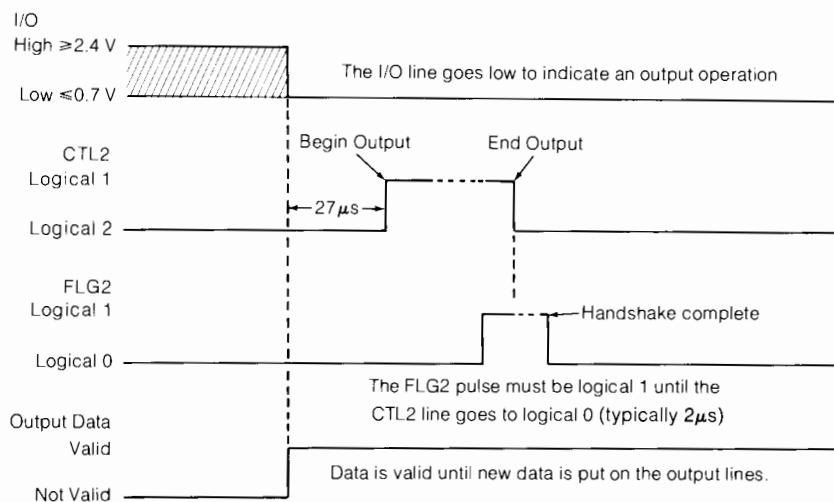 I/O
High ≥2.4 V
The I/O line goes low to indicate an output operation
Low ≤0.7 V
Begin Output
End Output
CTL2
Logical 1
27μs
Logical 2
FLG2
Logical 1
Handshake complete
Logical 0
The FLG2 pulse must be logical 1 until the
CTL2 line goes to logical 0 (typically 2μs)
Output Data
Valid
Data is valid until new data is put on the output lines.
Not Valid